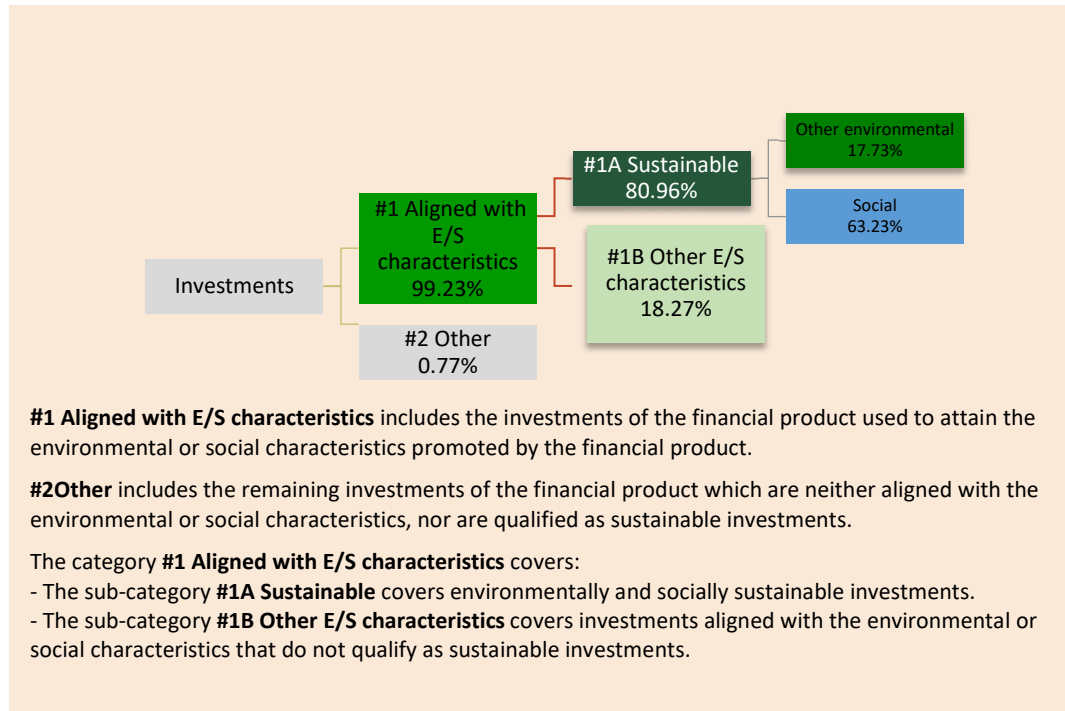 Investments
#1 Aligned with
E/S
characteristics
99.23%
#2 Other
0.77%
#1A Sustainable
80.96%
#1B Other E/S
characteristics
18.27%
Other environmental
17.73%
Social
63.23%
#1 Aligned with E/S characteristics includes the investments of the financial product used to attain the
environmental or social characteristics promoted by the financial product.
#2Other includes the remaining investments of the financial product which are neither aligned with the
environmental or social characteristics, nor are qualified as sustainable investments.
The category #1 Aligned with E/S characteristics covers:
- The sub-category #1A Sustainable covers environmentally and socially sustainable investments.
- The sub-category #1B Other E/S characteristics covers investments aligned with the environmental or
social characteristics that do not qualify as sustainable investments.